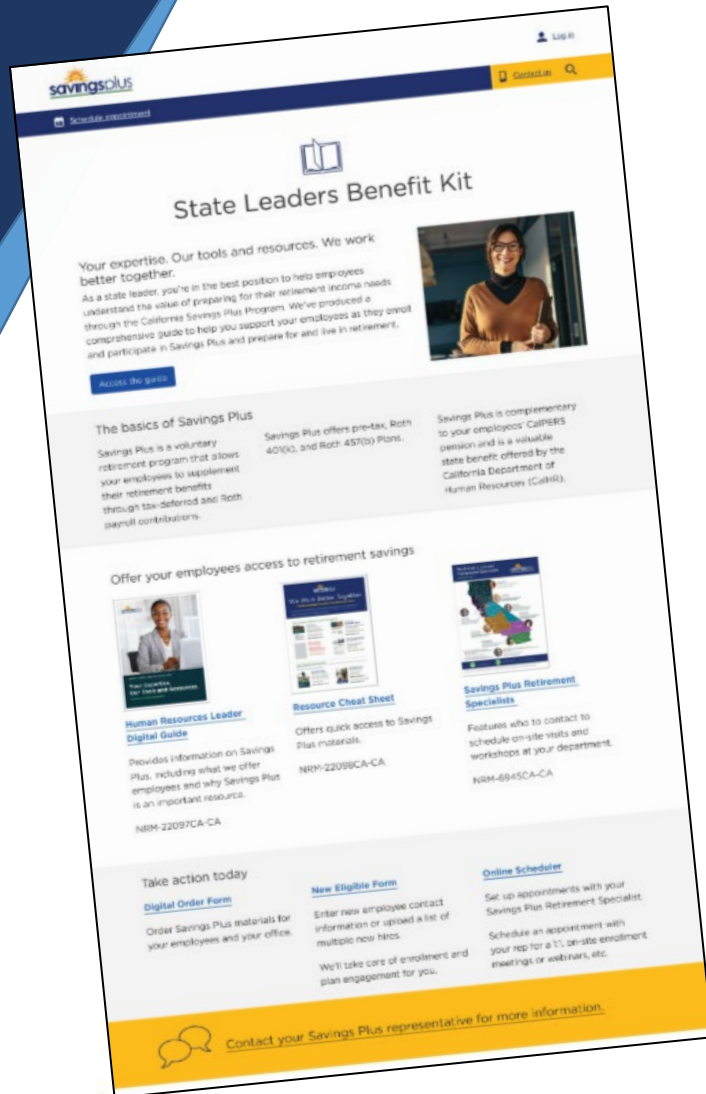 Log in
savingsplus
Contact us
Schedule appointment
State Leaders Benefit Kit
Your expertise. Our tools and resources. We work
better together.
As a state leader, you're in the best position to help employees
understand the value of preparing for their retirement income needs
through the California Savings Plus Program. We've produced a
comprehensive guide to help you support your employees as they enroll
and participate in Savings Plus and prepare for and live in retirement.
Access the guide
The basics of Savings Plus
Savings Plus is a voluntary
retirement program that allows
your employees to supplement
their retirement benefits
through tax-deferred and Roth
payroll contributions.
Savings Plus offers pre-tax, Roth
401(k), and Roth 457(b) Plans.
Savings Plus is complementary
to your employees' CalPERS
pension and is a valuable
state benefit offered by the
California Department of
Human Resources (CalHR).
Offer your employees access to retirement savings
Your Expertise.
Our Tools and Resources.
Human Resources Leader
Digital Guide
Provides information on Savings
Plus, including what we offer
employees and why Savings Plus
is an important resource.
NRM-22097CA-CA
We Work Better Together
Resource Cheat Sheet
Offers quick access to Savings
Plus materials.
NRM-22098CA-CA
Savings Plus Retirement
Specialists
Features who to contact to
schedule on-site visits and
workshops at your department.
NRM-6945CA-CA
Take action today
Digital Order Form
Order Savings Plus materials for
your employees and your office.
New Eligible Form
Enter new employee contact
information or upload a list of
multiple new hires.
We'll take care of enrollment and
plan engagement for you.
Online Scheduler
Set up appointments with your
Savings Plus Retirement Specialist.
Schedule an appointment with
your rep for a 1:1, on-site enrollment
meetings or webinars, etc.
Contact your Savings Plus representative for more information.